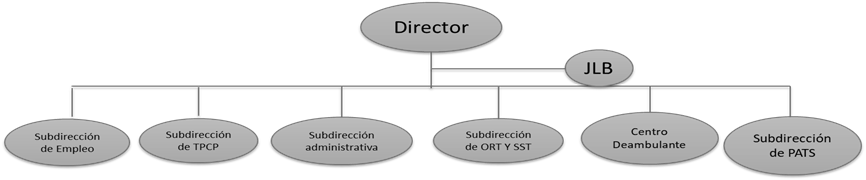 Director
JLB
Subdirección
de Empleo
Subdirección
de TPCP
Subdirección
administrativa
Subdirección
de ORT Y SST
Centro
Deambulante
Subdirección
de PATS